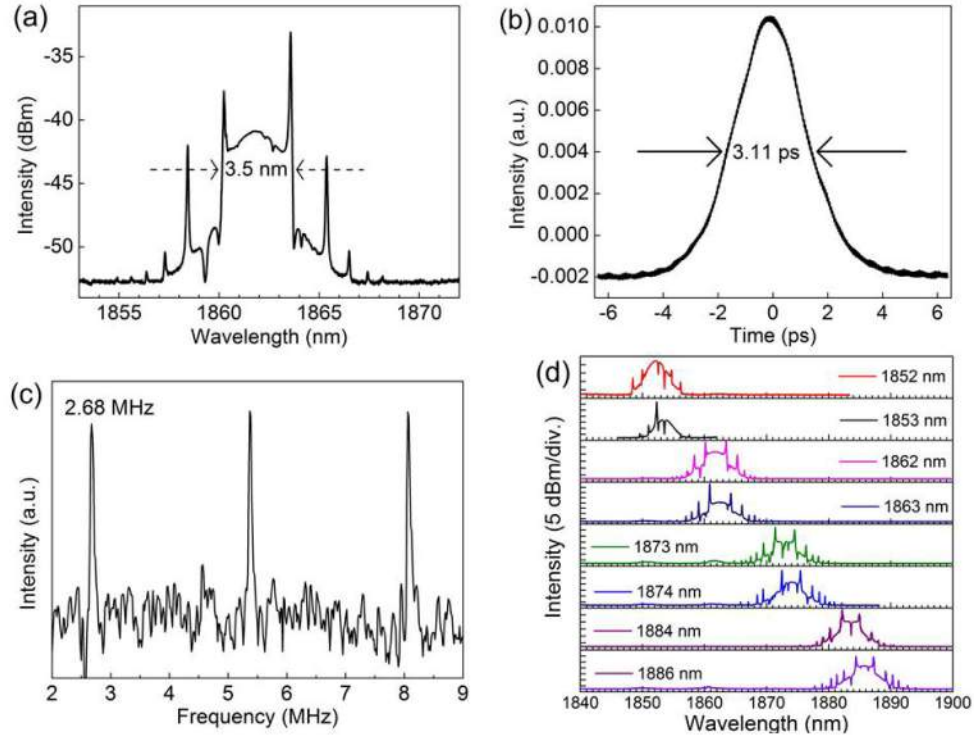 (a)
-35
-40
-45
-50
Intensity (dBm)
3.5 nm
1855 1860 1865 1870
Wavelength (nm)
(b)
0.010
0.008
0.006
0.004
0.002
0.000
-0.002
Intensity (a.u.)
3.11 ps
-6 -4 -2 0 2 4 6
Time (ps)
(c)
2.68 MHz
Intensity (a.u.)
2 3 4 5 6 7 8 9
Frequency (MHz)
(d)
1852 nm
1853 nm
1862 nm
1863 nm
1873 nm
1874 nm
1884 nm
1886 nm
Intensity (5 dBm/div.)
1840 1850 1860 1870 1880 1890 1900
Wavelength (nm)